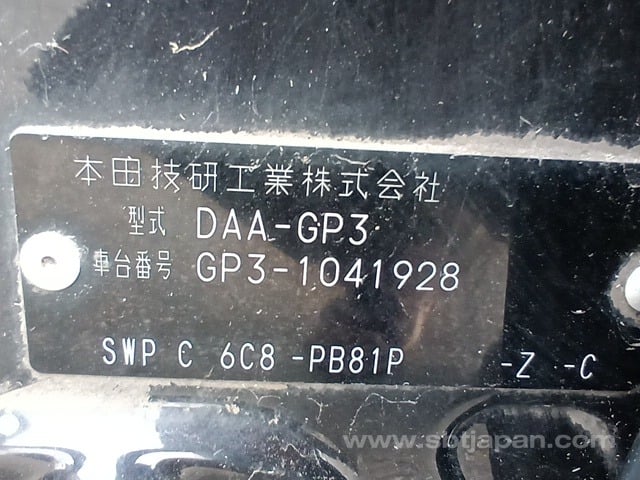 本田技研工業株式会社
型式 DAA-GP3
車台番号 GP3-1041928
SWP C 6C8 -PB81P -Z -C
www.sbtjapan.com